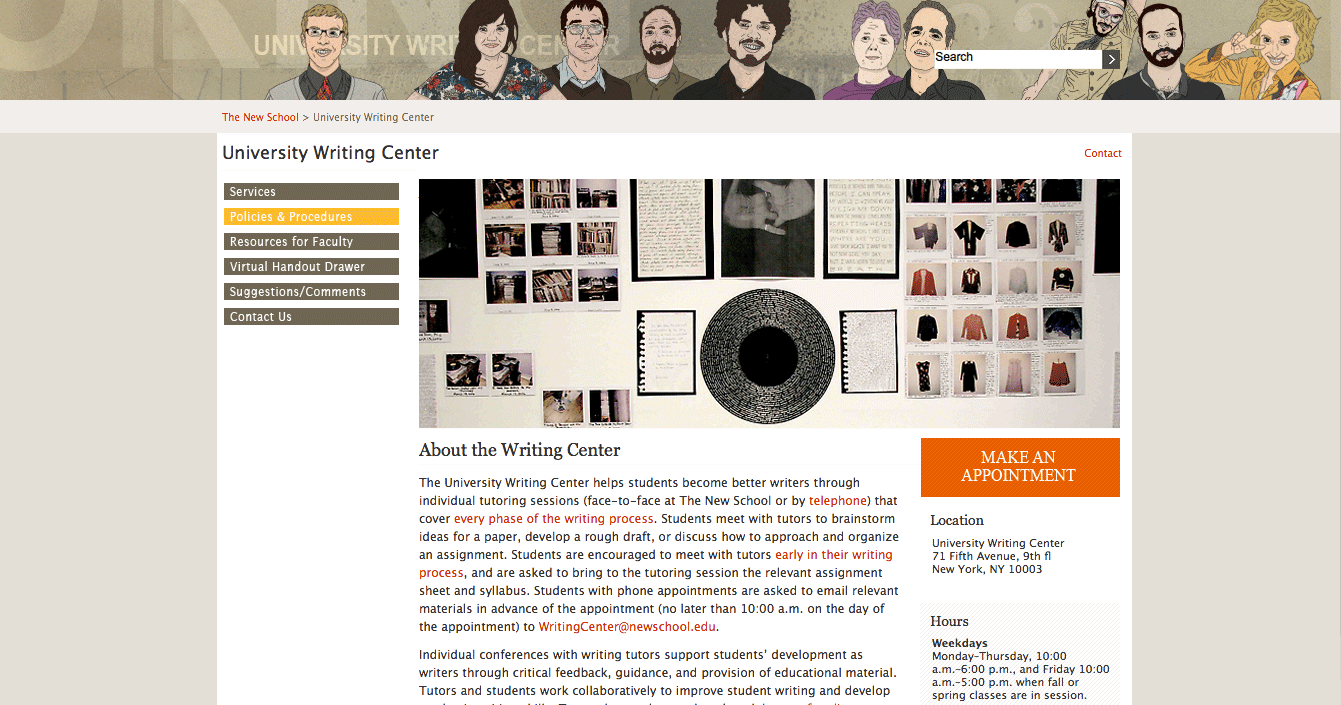 UNIVERSITY WRITING CENTER
Search
The New School > University Writing Center
University Writing Center
Contact
Services
Policies & Procedures
Resources for Faculty
Virtual Handout Drawer
Suggestions/Comments
Contact Us
About the Writing Center
The University Writing Center helps students become better writers through
individual tutoring sessions (face-to-face at The New School or by telephone) that
cover every phase of the writing process. Students meet with tutors to brainstorm
ideas for a paper, develop a rough draft, or discuss how to approach and organize
an assignment. Students are encouraged to meet with tutors early in their writing
process, and are asked to bring to the tutoring session the relevant assignment
sheet and syllabus. Students with phone appointments are asked to email relevant
materials in advance of the appointment (no later than 10:00 a.m. on the day of
the appointment) to WritingCenter@newschool.edu.
Individual conferences with writing tutors support students' development as
writers through critical feedback, guidance, and provision of educational material.
Tutors and students work collaboratively to improve student writing and develop
MAKE AN
APPOINTMENT
Location
University Writing Center
71 Fifth Avenue, 9th fl
New York, NY 10003
Hours
Weekdays
Monday-Thursday, 10:00
a.m.-6:00 p.m., and Friday 10:00
a.m.-5:00 p.m. when fall or
spring classes are in session.